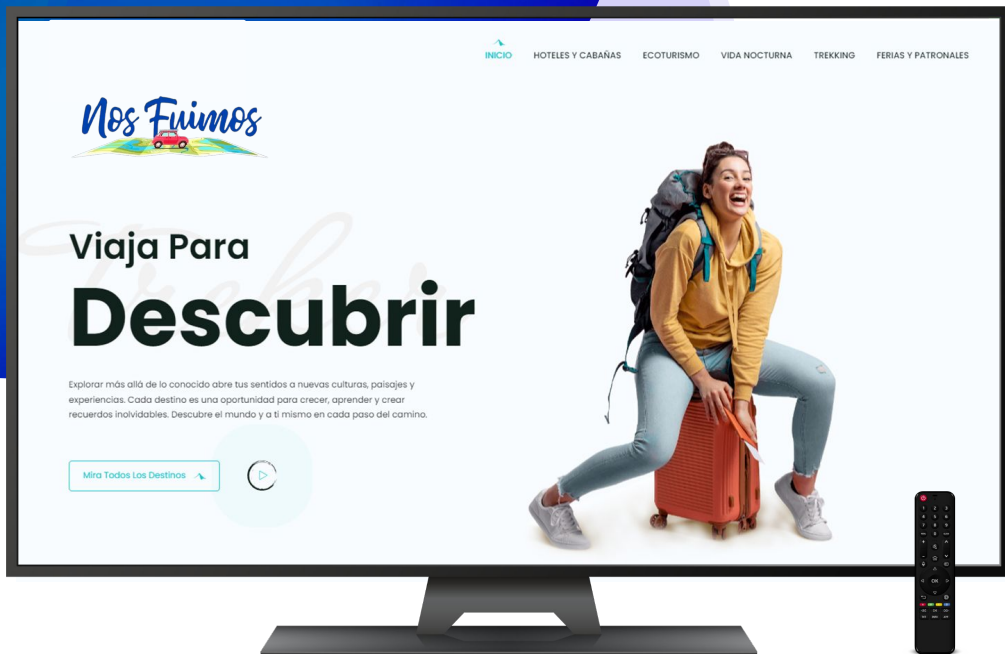 INICIO HOTELES Y CABAÑAS ECOTURISMO VIDA NOCTURNA TREKKING FERIAS Y PATRONALES
Nos Fuimos
Viaja Para
Descubrir
Explorar más allá de lo conocido abre tus sentidos a nuevas culturas, paisajes y
experiencias. Cada destino es una oportunidad para crecer, aprender y crear
recuerdos inolvidables. Descubre el mundo y a ti mismo en cada paso del camino.
Mira Todos Los Destinos
OK